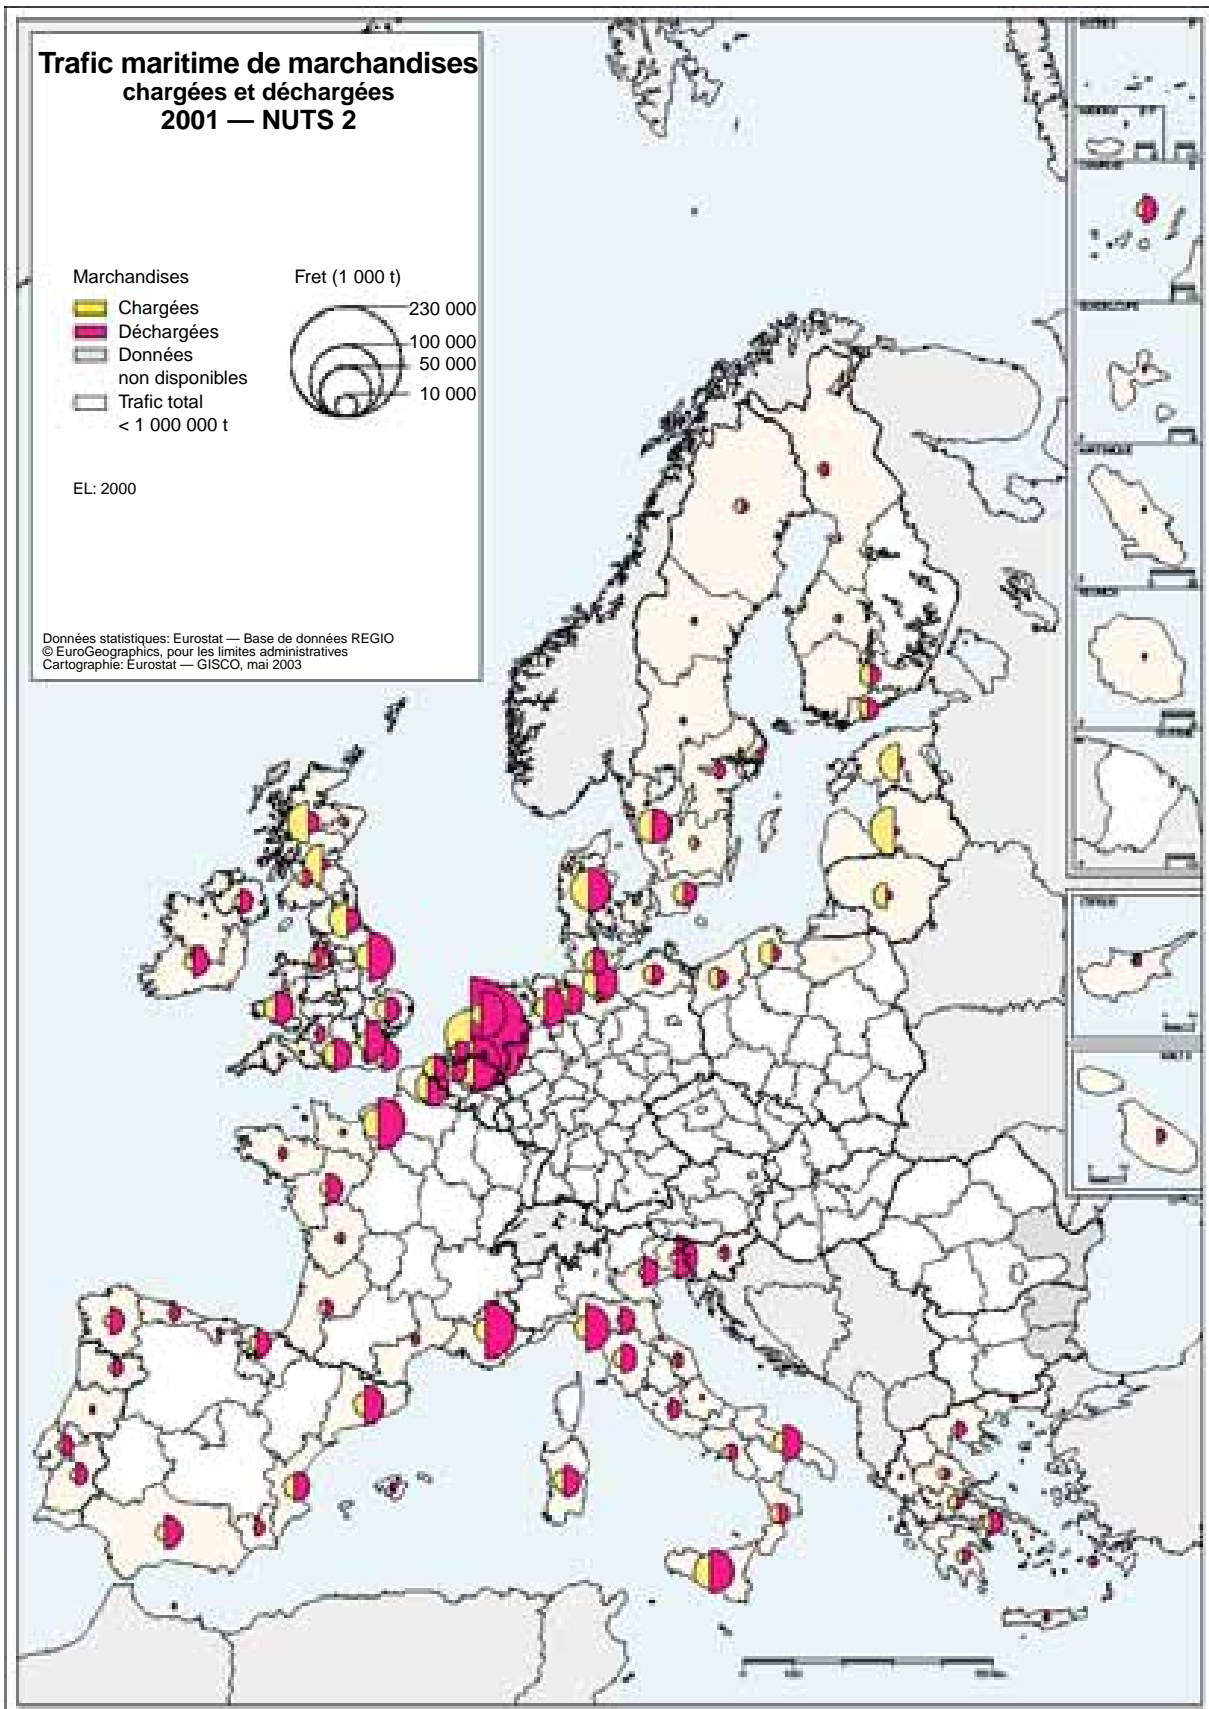 Trafic maritime de marchandises
chargées et déchargées
2001 — NUTS 2
Marchandises
Chargées
Déchargées
Données
non disponibles
Trafic total
< 1 000 000 t
Fret (1 000 t)
230 000
100 000
50 000
10 000
EL: 2000
Données statistiques: Eurostat — Base de données REGIO
© EuroGeographics, pour les limites administratives
Cartographie: Eurostat — GISCO, mai 2003
GUADELOUPE
MARTINIQUE